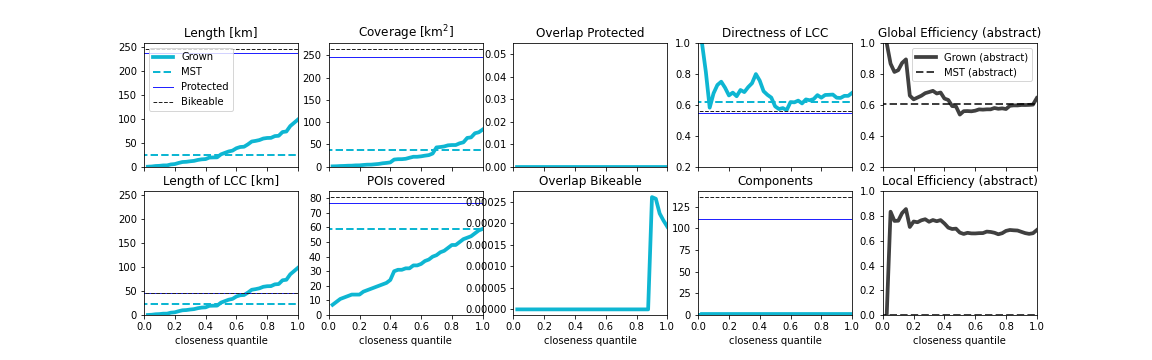 Length [km]
Coverage [km²]
Overlap Protected
Directness of LCC
Global Efficiency (abstract)
250
200
150
100
50
0
Grown
MST
Protected
Bikeable
250
200
150
100
50
0
0.05
0.04
0.03
0.02
0.01
0.00
1.0
0.8
0.6
0.4
0.2
1.0
0.8
0.6
0.4
0.2
Grown (abstract)
MST (abstract)
Length of LCC [km]
POIs covered
Overlap Bikeable
Components
Local Efficiency (abstract)
250
200
150
100
50
0
80
70
60
50
40
30
20
10
0
0.00025
0.00020
0.00015
0.00010
0.00005
0.00000
125
100
75
50
25
0
1.0
0.8
0.6
0.4
0.2
0.0
0.0 0.2 0.4 0.6 0.8 1.0
0.0 0.2 0.4 0.6 0.8 1.0
0.0 0.2 0.4 0.6 0.8 1.0
0.0 0.2 0.4 0.6 0.8 1.0
0.0 0.2 0.4 0.6 0.8 1.0
closeness quantile
closeness quantile
closeness quantile
closeness quantile
closeness quantile